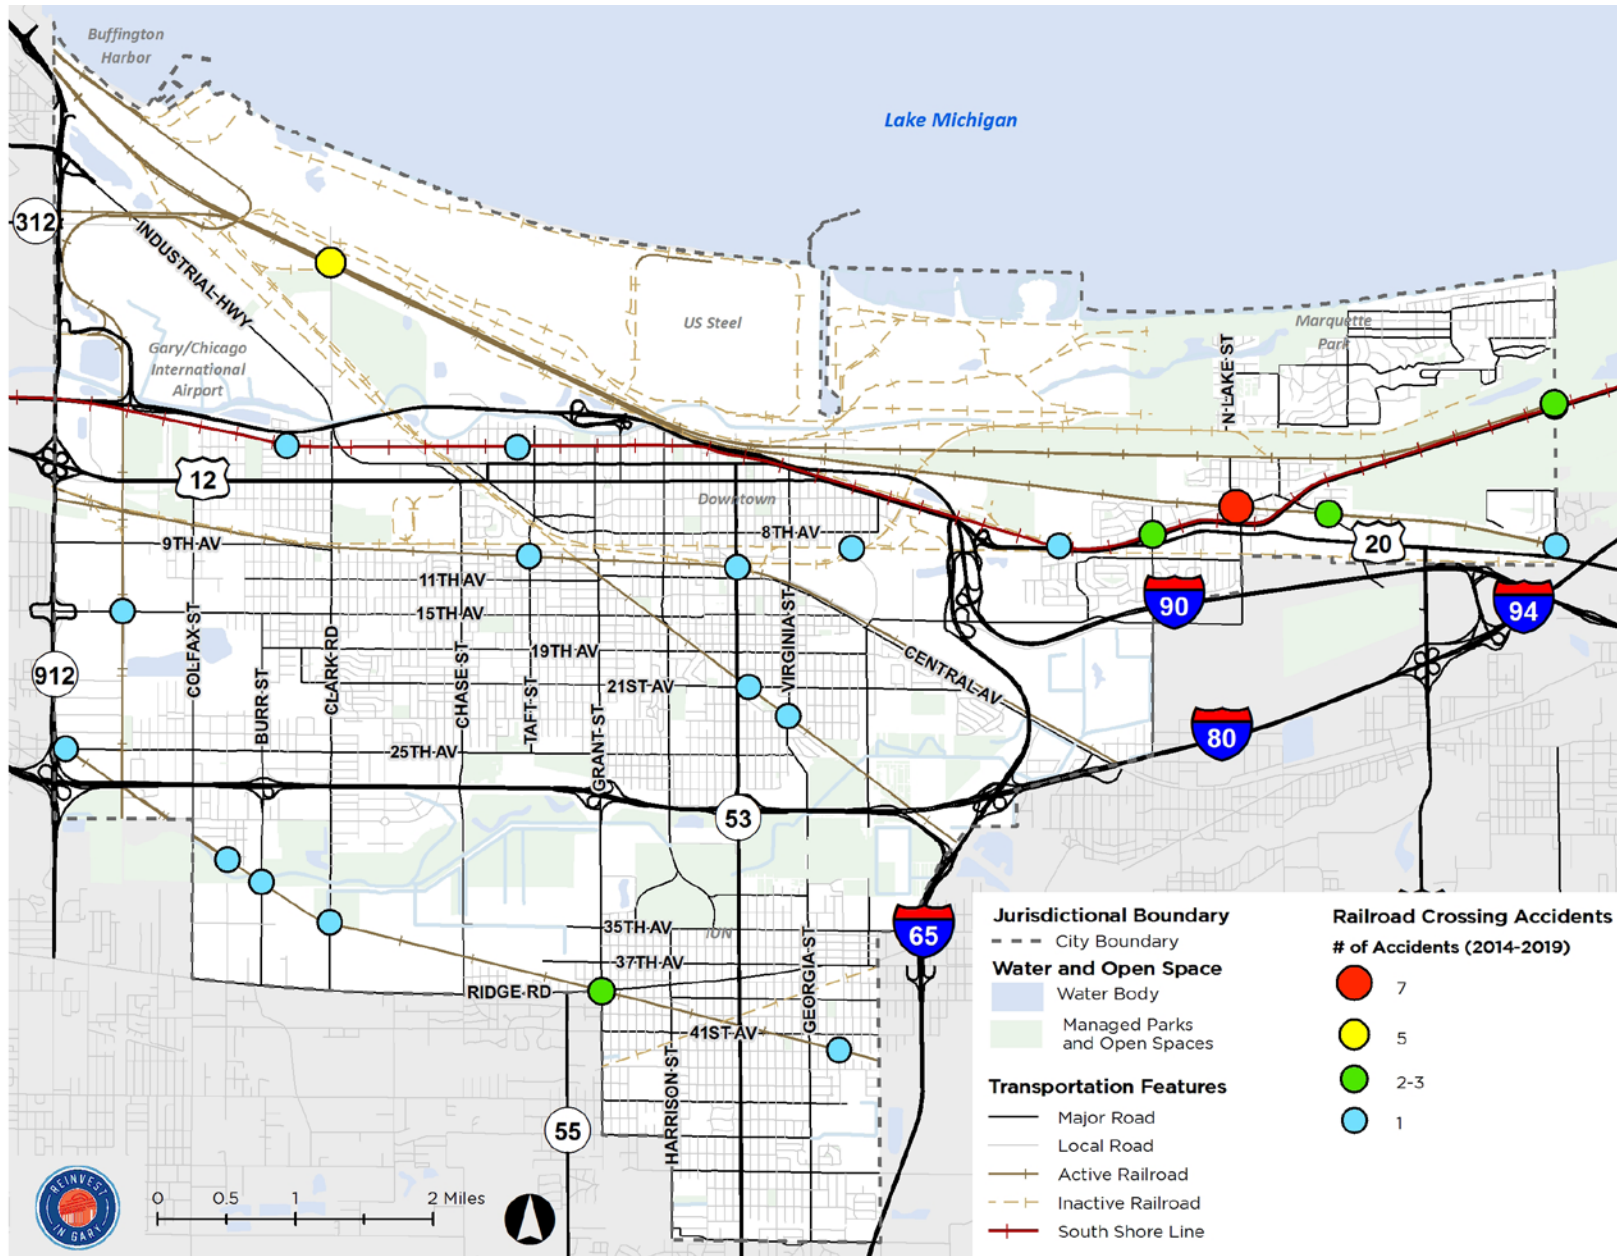 Buffington
Harbor
Lake Michigan
312
INDUSTRIAL HWY
US Steel
Marquette
Park
Gary/Chicago
International
Airport
N LAKE ST
12
Downtown
8TH AV
9TH AV
20
11TH AV
15TH AV
90
94
COLFAX ST
BURR ST
CLARK RD
CHASE ST
TAFT ST
GRANT ST
VIRGINIA ST
19TH AV
CENTRAL AV
912
21ST AV
25TH AV
80
53
35TH AV
IUN
37TH AV
GEORGIA ST
65
RIDGE RD
41ST AV
HARRISON ST
55
Jurisdictional Boundary
City Boundary
Water and Open Space
Water Body
Managed Parks
and Open Spaces
Transportation Features
Major Road
Local Road
Active Railroad
Inactive Railroad
South Shore Line
Railroad Crossing Accidents
# of Accidents (2014-2019)
7
5
2-3
1
REINVEST
IN GARY
0 0.5 1 2 Miles